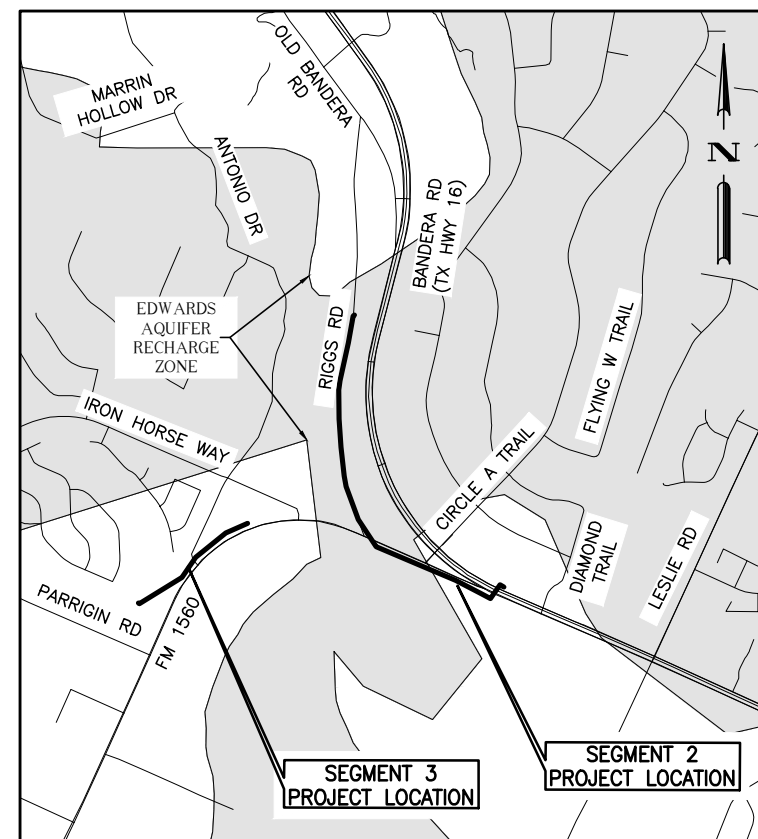 OLD BANDERA
RD
MARRIN
HOLLOW DR
ANTONIO DR
N
BANDERA RD
(TX HWY 16)
EDWARDS
AQUIFER
RECHARGE
ZONE
RIGGS RD
FLYING W TRAIL
IRON HORSE WAY
CIRCLE A TRAIL
DIAMOND
TRAIL
LESLIE RD
PARRIGIN RD
FM 1560
SEGMENT 2
PROJECT LOCATION
SEGMENT 3
PROJECT LOCATION